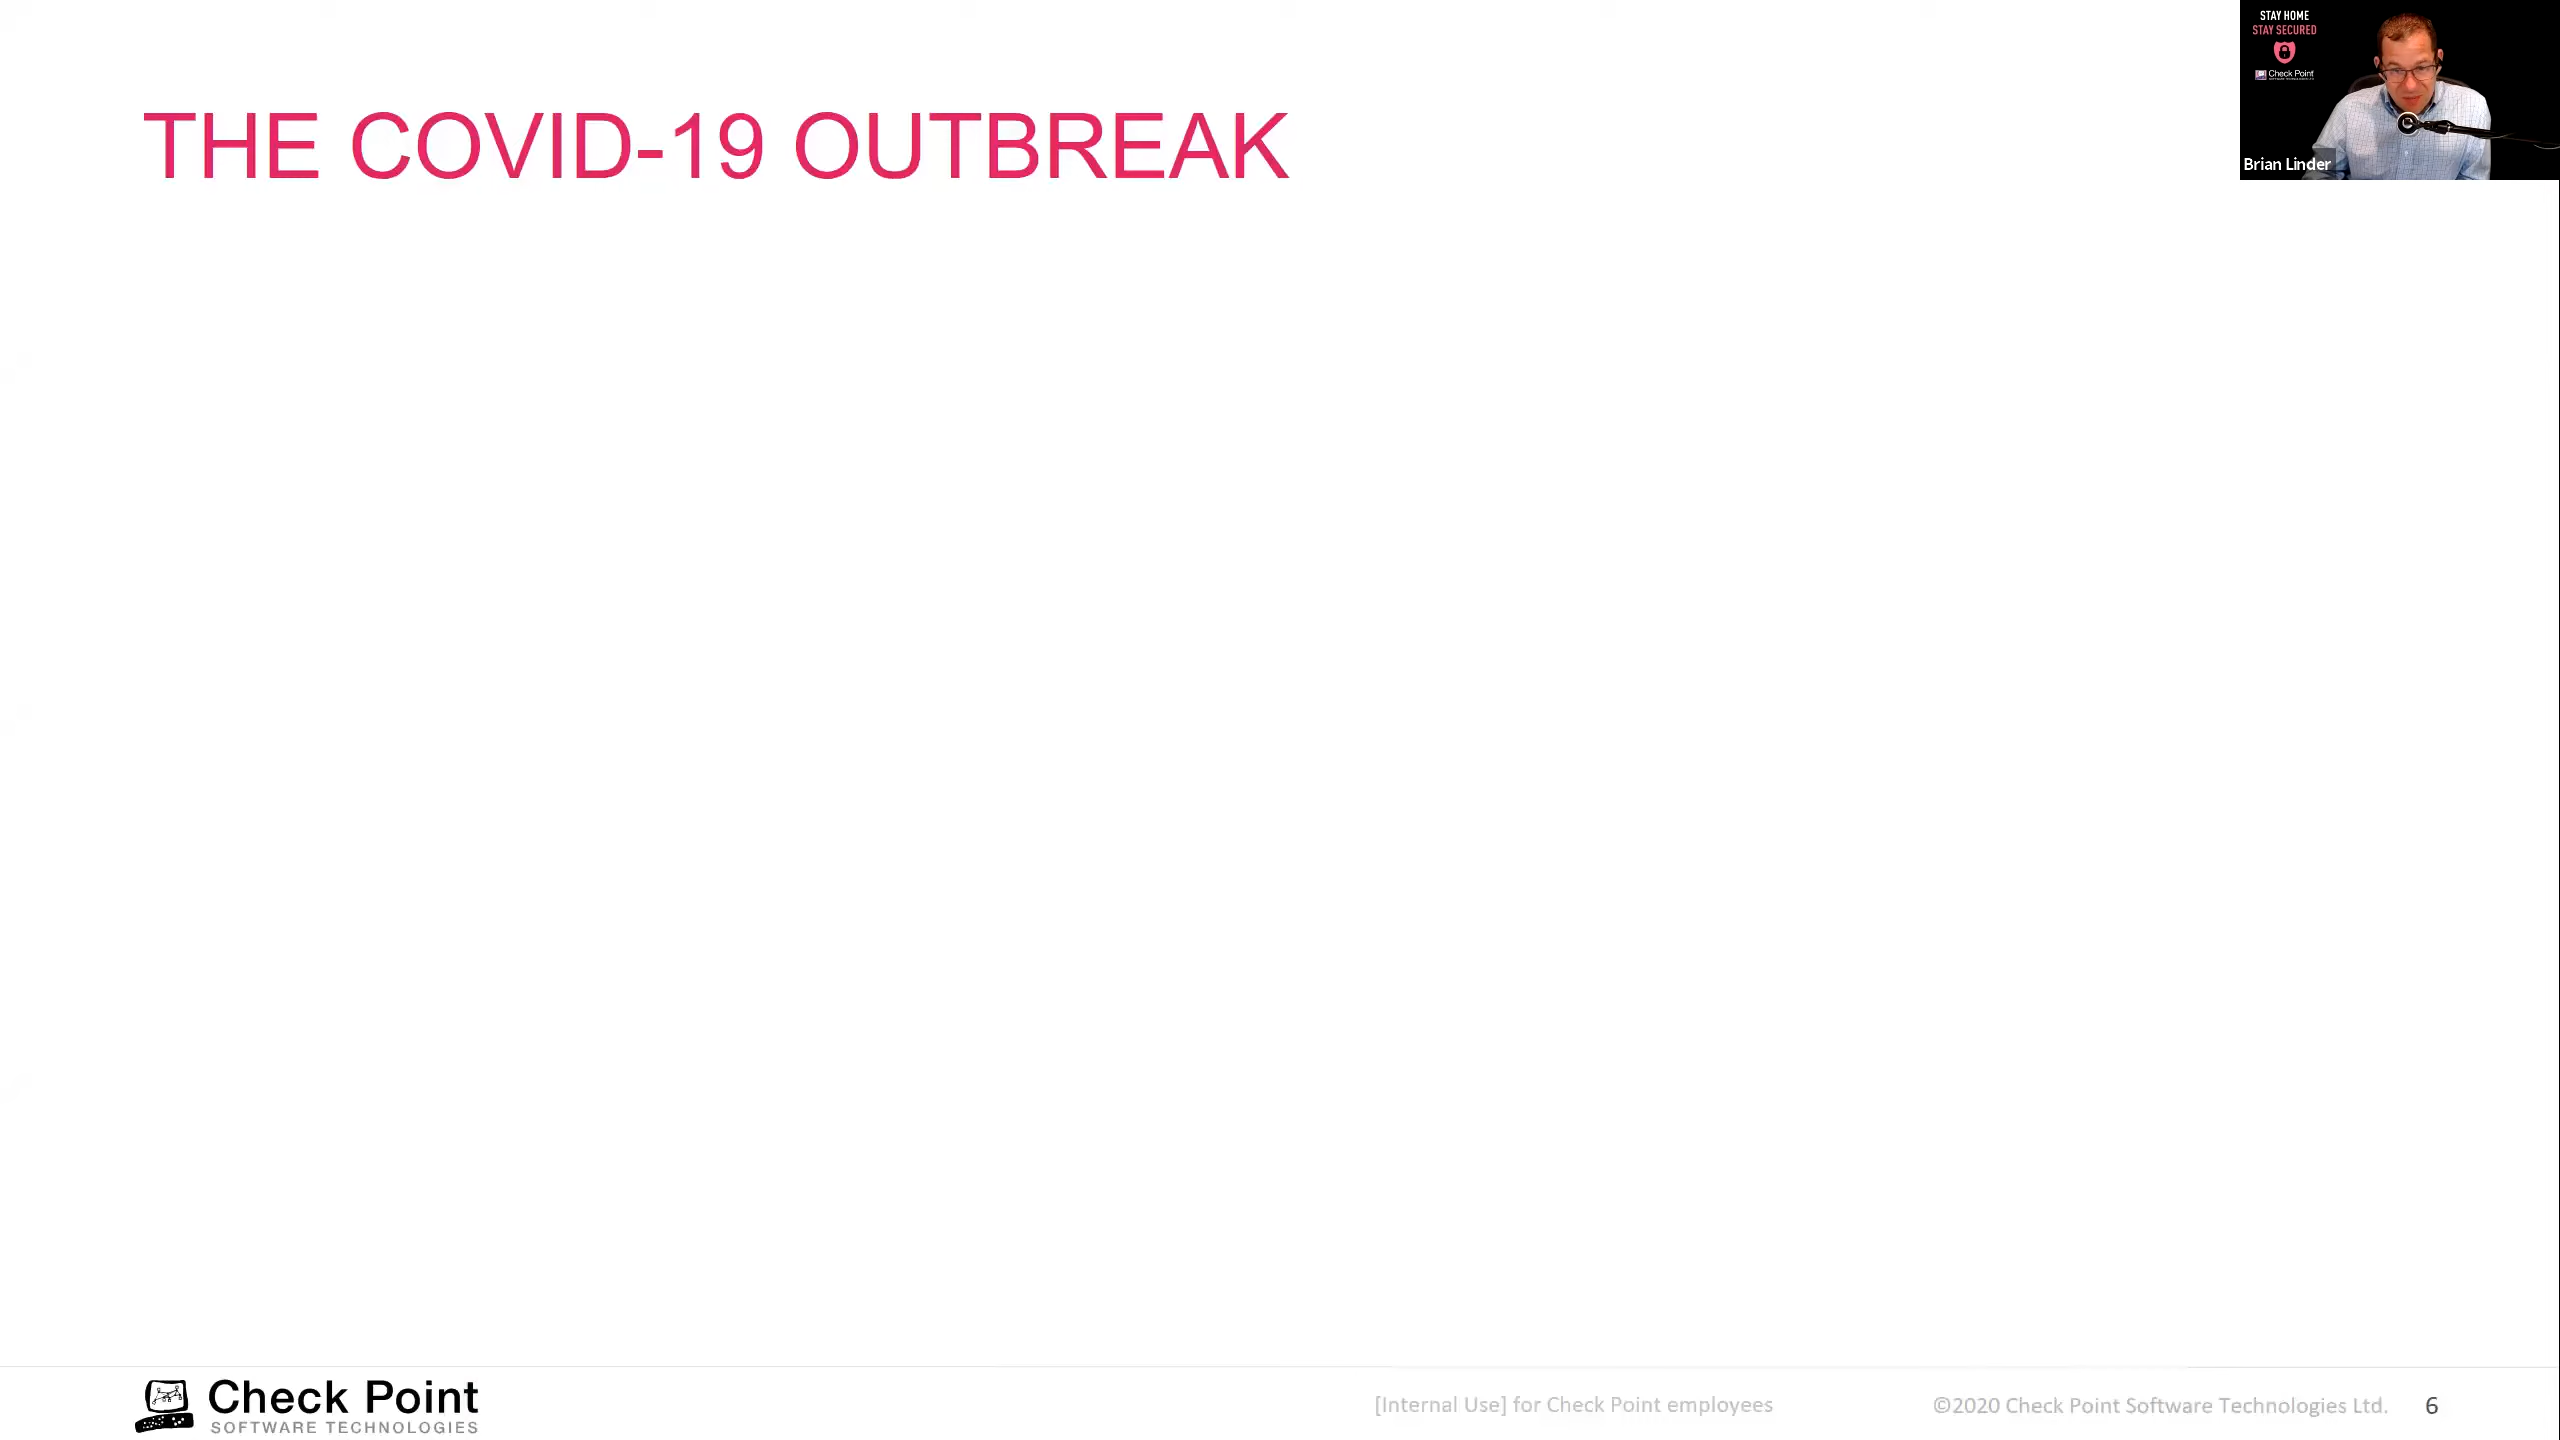 THE COVID-19 OUTBREAK
STAY HOME
STAY SECURED
Check Point
Brian Linder
Check Point
SOFTWARE TECHNOLOGIES
[Internal Use] for Check Point employees
©2020 Check Point Software Technologies Ltd.
6